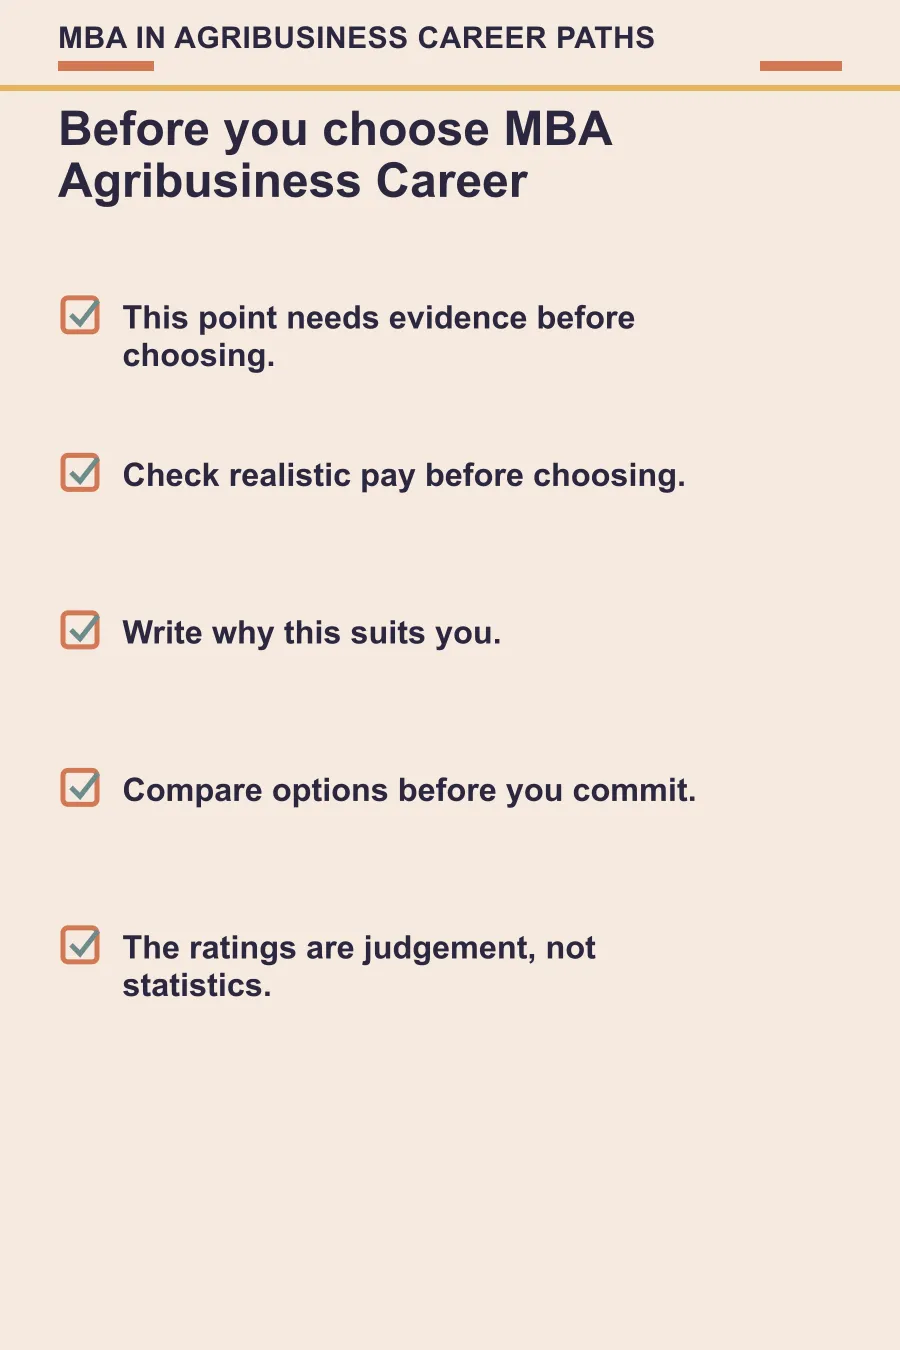 MBA IN AGRIBUSINESS CAREER PATHS
Before you choose MBA
Agribusiness Career
This point needs evidence before
choosing.
Check realistic pay before choosing.
Write why this suits you.
Compare options before you commit.
The ratings are judgement, not
statistics.